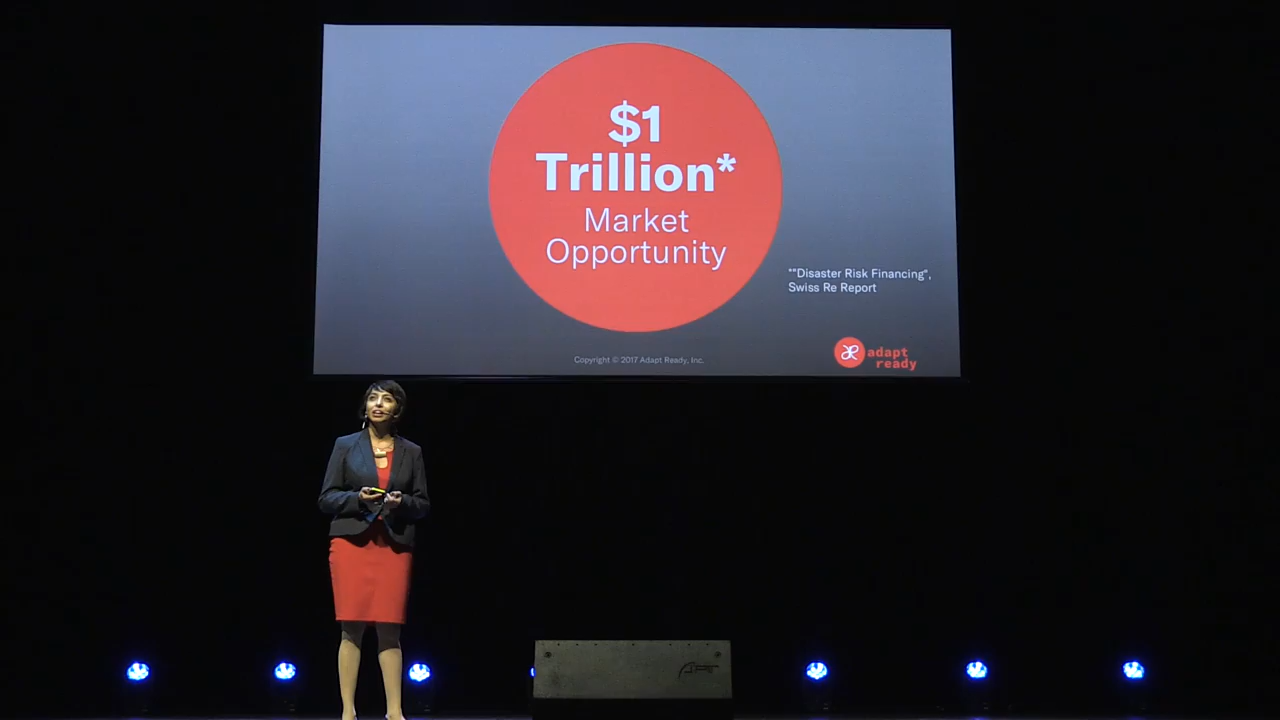 $1
Trillion*
Market
Opportunity
*"Disaster Risk Financing",
Swiss Re Report
Copyright © 2017 Adapt Ready, Inc.
adapt
ready